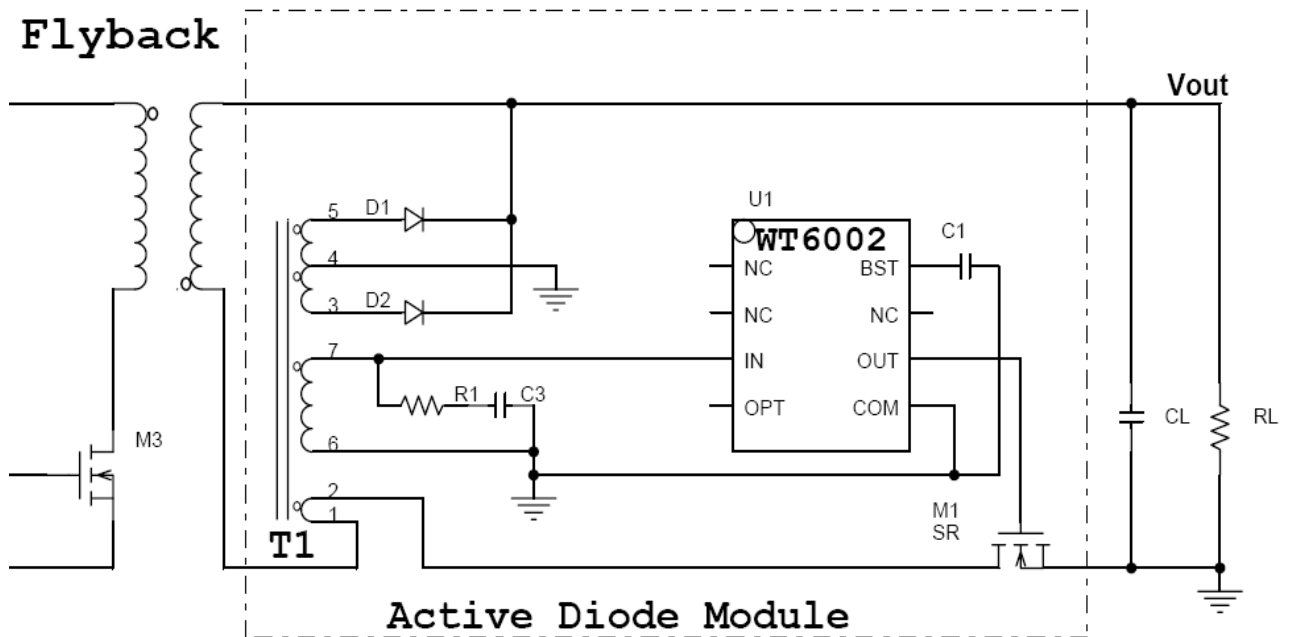 Flyback
Vout
U1
5 D1
WT6002
C1
4
NC BST
3 D2
NC NC
7
IN OUT
R1 C3
OPT COM
CL RL
M3
6
2
M1
1
SR
T1
Active Diode Module